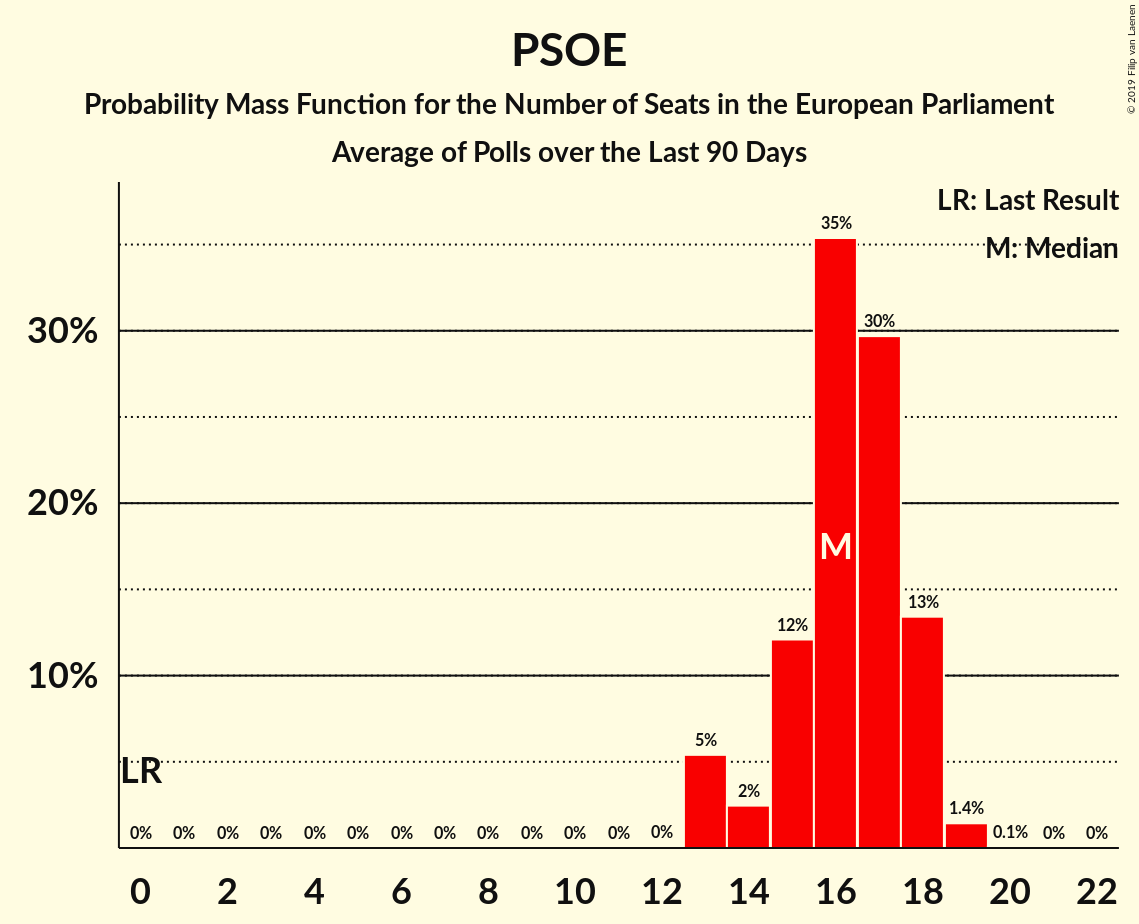 PSOE
Probability Mass Function for the Number of Seats in the European Parliament
Average of Polls over the Last 90 Days
© 2019 Filip van Laenen
LR: Last Result
M: Median
35%
30%
30%
20%
M
13%
12%
10%
5%
LR
2%
1.4%
0% 0% 0% 0% 0% 0% 0% 0% 0% 0% 0% 0% 0% 0.1% 0% 0%
0 2 4 6 8 10 12 14 16 18 20 22